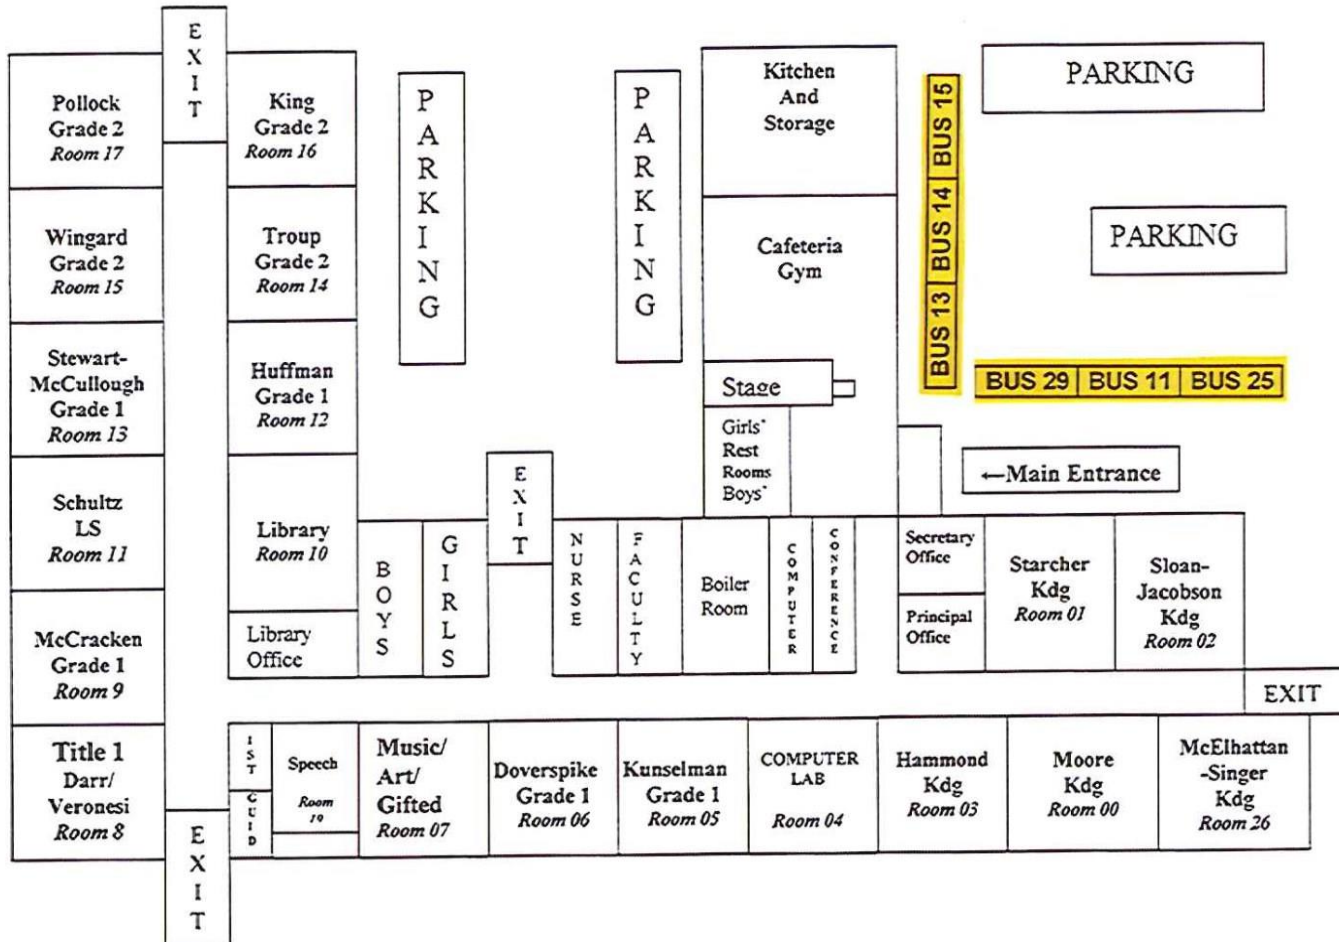 EXIT
Pollock
Grade 2
Room 17
King
Grade 2
Room 16
PARKING
PARKING
Kitchen
And
Storage
BUS 15
BUS 14
BUS 13
PARKING
PARKING
Wingard
Grade 2
Room 15
Troup
Grade 2
Room 14
Cafeteria
Gym
Stewart-
McCullough
Grade 1
Room 13
Huffman
Grade 1
Room 12
Stage
BUS 29
BUS 11
BUS 25
Girls'
Rest
Rooms
Boys'
←Main Entrance
Schultz
LS
Room 11
Library
Room 10
Library
Office
BOYS
GIRLS
EXIT
NURSE
FACULTY
Boiler
Room
COMPUTER
CONFERENCE
Secretary
Office
Principal
Office
Starcher
Kdg
Room 01
Sloan-
Jacobson
Kdg
Room 02
McCracken
Grade 1
Room 9
EXIT
Title 1
Darr/
Veronesi
Room 8
EXIT
IST
GUID
Speech
Room
19
Music/
Art/
Gifted
Room 07
Doverspike
Grade 1
Room 06
Kunselman
Grade 1
Room 05
COMPUTER
LAB
Room 04
Hammond
Kdg
Room 03
Moore
Kdg
Room 00
McElhattan
-Singer
Kdg
Room 26